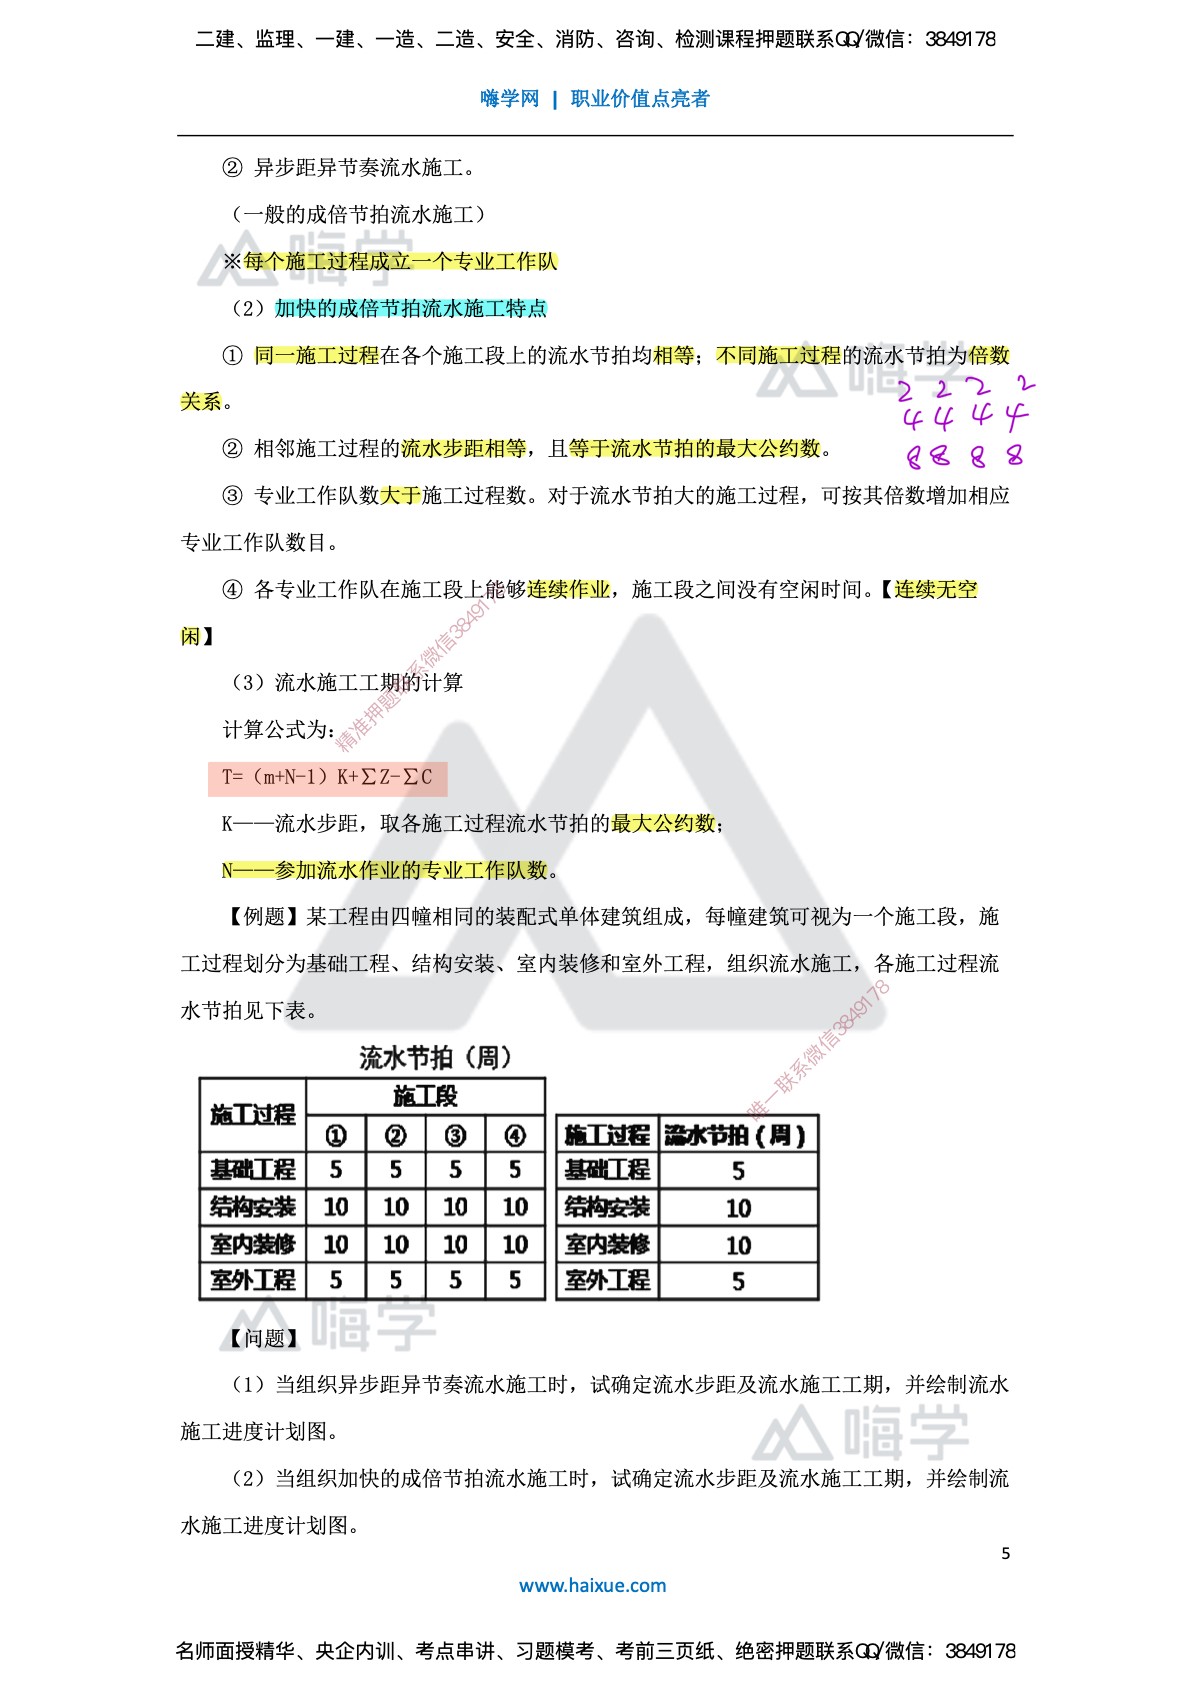 二建、监理、一建、一造、二造、安全、消防、咨询、检测课程押题联系QQ/微信：3849178
嗨学网 | 职业价值点亮者
② 异步距异节奏流水施工。
（一般的成倍节拍流水施工）
嗨学
※每个施工过程成立一个专业工作队
（2）加快的成倍节拍流水施工特点
① 同一施工过程在各个施工段上的流水节拍均相等；不同施工过程的流水节拍为倍数
嗨学
关系。
2 2 2 2
4 4 4 4
8 8 8 8
② 相邻施工过程的流水步距相等，且等于流水节拍的最大公约数。
③ 专业工作队数大于施工过程数。对于流水节拍大的施工过程，可按其倍数增加相应
专业工作队数目。
④ 各专业工作队在施工段上能够连续作业，施工段之间没有空闲时间。【连续无空
闲】
精准押题联系微信3849178
（3）流水施工工期的计算
计算公式为：
T=（m+N-1）K+∑Z-∑C
K——流水步距，取各施工过程流水节拍的最大公约数；
N——参加流水作业的专业工作队数。
【例题】某工程由四幢相同的装配式单体建筑组成，每幢建筑可视为一个施工段，施
工过程划分为基础工程、结构安装、室内装修和室外工程，组织流水施工，各施工过程流
水节拍见下表。
唯一联系微信3849178
流水节拍（周）
施工过程 施工段
① ② ③ ④
基础工程 5 5 5 5
结构安装 10 10 10 10
室内装修 10 10 10 10
室外工程 5 5 5 5
施工过程 流水节拍（周）
基础工程 5
结构安装 10
室内装修 10
室外工程 5
嗨学
【问题】
（1）当组织异步距异节奏流水施工时，试确定流水步距及流水施工工期，并绘制流水
施工进度计划图。
嗨学
（2）当组织加快的成倍节拍流水施工时，试确定流水步距及流水施工工期，并绘制流
水施工进度计划图。
5
www.haixue.com
名师面授精华、央企内训、考点串讲、习题模考、考前三页纸、绝密押题联系QQ/微信：3849178